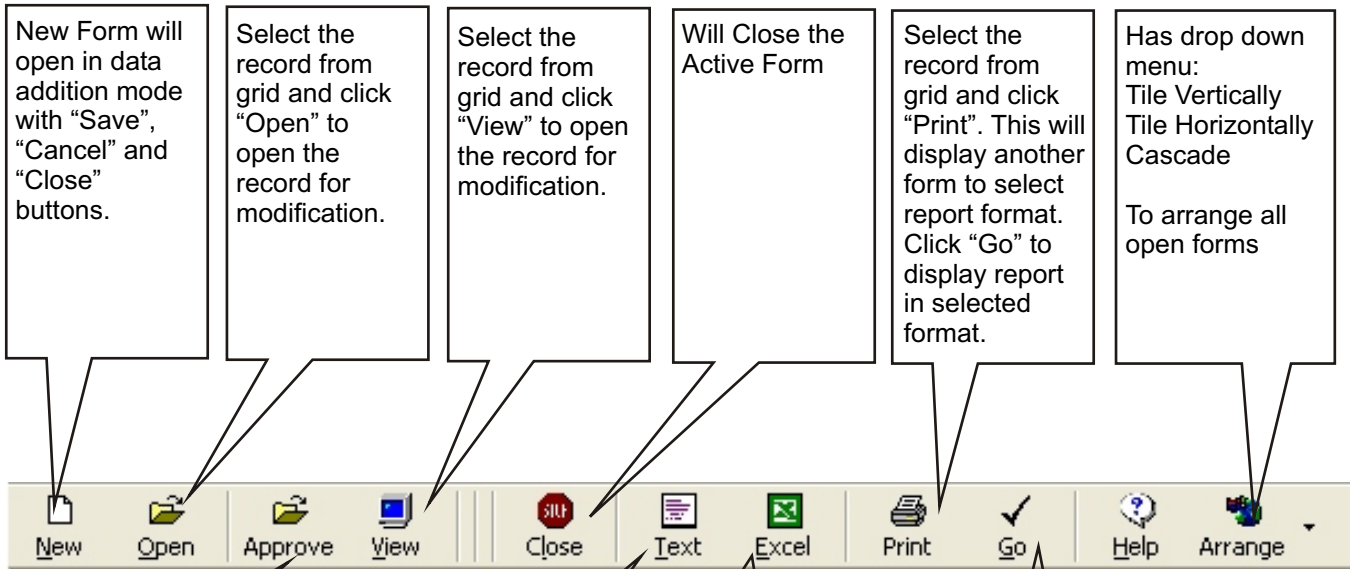 New Form will
open in data
addition mode
with “Save”,
“Cancel” and
“Close”
buttons.
Select the
record from
grid and click
“Open” to
open the
record for
modification.
Select the
record from
grid and click
“View” to open
the record for
modification.
Will Close the
Active Form
Select the
record from
grid and click
“Print”. This will
display another
form to select
report format.
Click “Go” to
display report
in selected
format.
Has drop down
menu:
Tile Vertically
Tile Horizontally
Cascade
To arrange all
open forms
New Open Approve View Close Text Excel Print Go Help Arrange